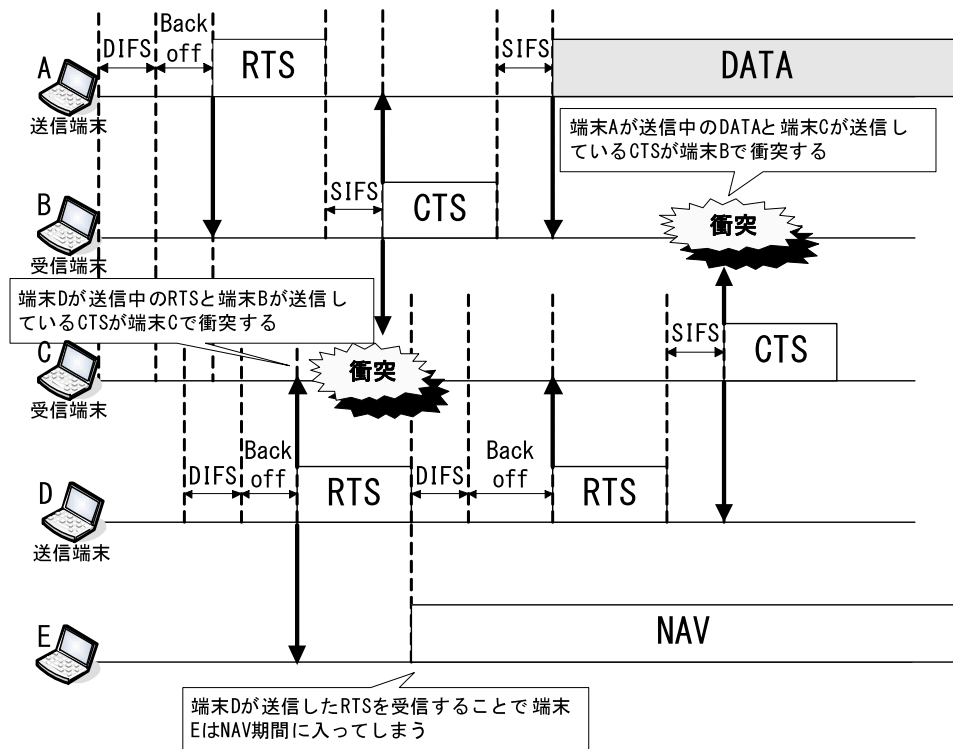 Back
off
DIFS
RTS
SIFS
DATA
A
送信端末
端末Aが送信中のDATAと端末Cが送信し
ているCTSが端末Bで衝突する
SIFS
CTS
B
受信端末
衝突
端末Dが送信中のRTSと端末Bが送信し
ているCTSが端末Cで衝突する
SIFS
CTS
C
受信端末
衝突
DIFS
Back
off
RTS
DIFS
Back
off
RTS
D
送信端末
E
NAV
端末Dが送信したRTSを受信することで端末
EはNAV期間に入ってしまう